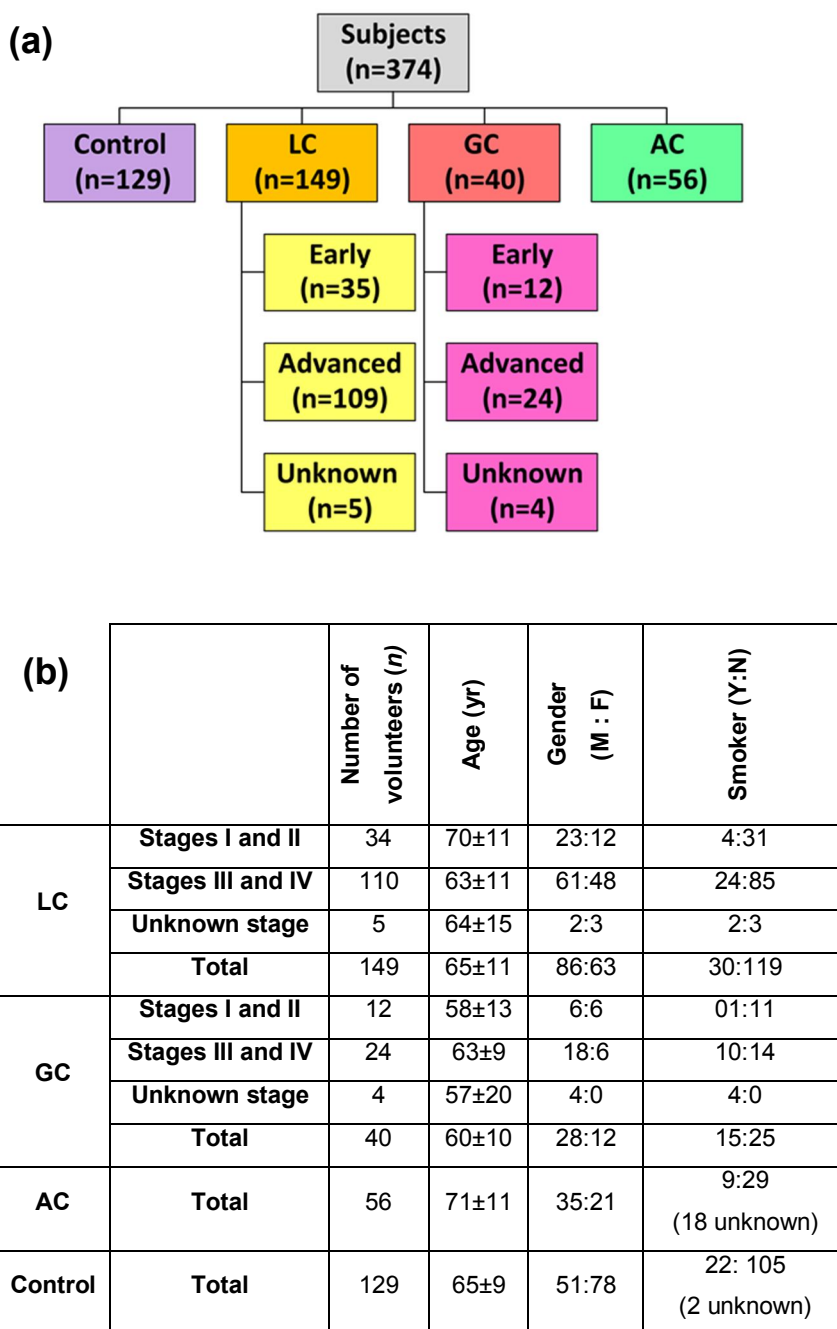 (a)
Subjects
(n=374)
Control
(n=129)
LC
(n=149)
GC
(n=40)
AC
(n=56)
Early
(n=35)
Early
(n=12)
Advanced
(n=109)
Advanced
(n=24)
Unknown
(n=5)
Unknown
(n=4)
(b)
Number of
volunteers (n)
Age (yr)
Gender
(M : F)
Smoker (Y:N)
LC
Stages I and II 34 70±11 23:12 4:31
Stages III and IV 110 63±11 61:48 24:85
Unknown stage 5 64±15 2:3 2:3
Total 149 65±11 86:63 30:119
GC
Stages I and II 12 58±13 6:6 01:11
Stages III and IV 24 63±9 18:6 10:14
Unknown stage 4 57±20 4:0 4:0
Total 40 60±10 28:12 15:25
AC Total 56 71±11 35:21 9:29
(18 unknown)
Control Total 129 65±9 51:78 22: 105
(2 unknown)